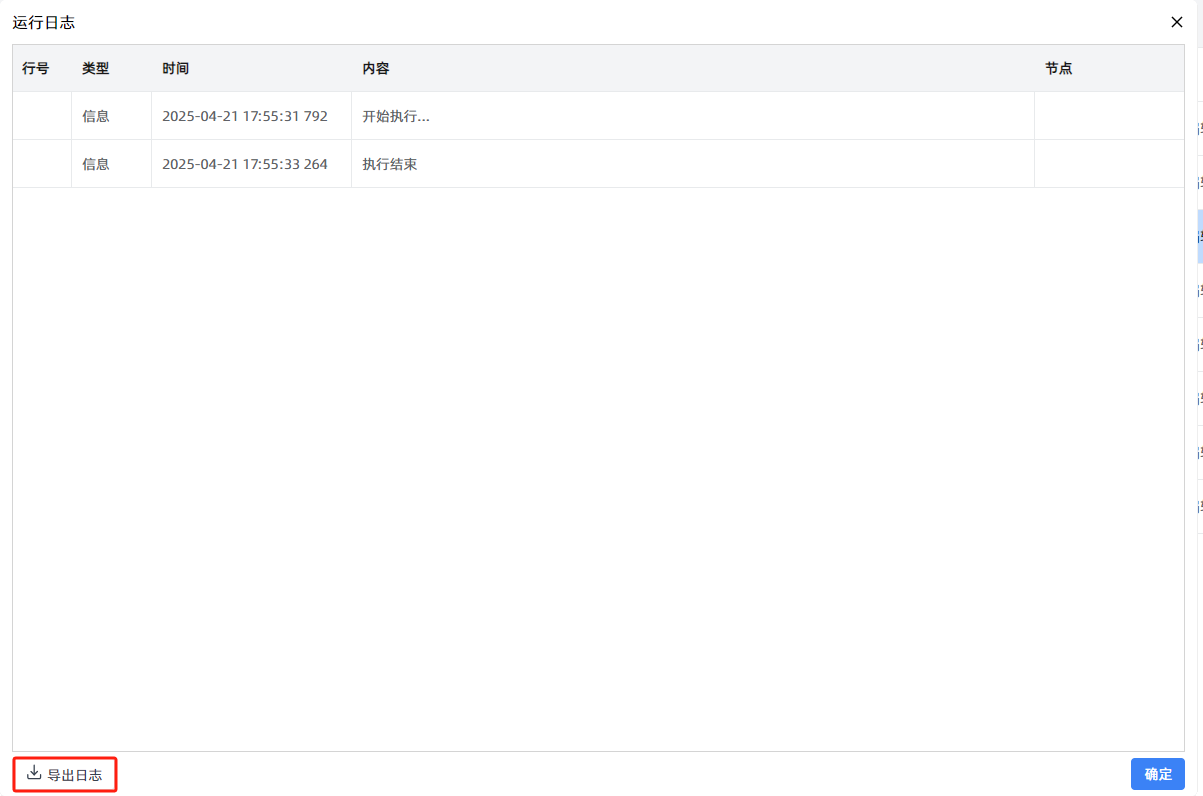 运行日志
行号 类型 时间 内容 节点
信息 2025-04-21 17:55:31 792 开始执行...
信息 2025-04-21 17:55:33 264 执行结束
导出日志 确定